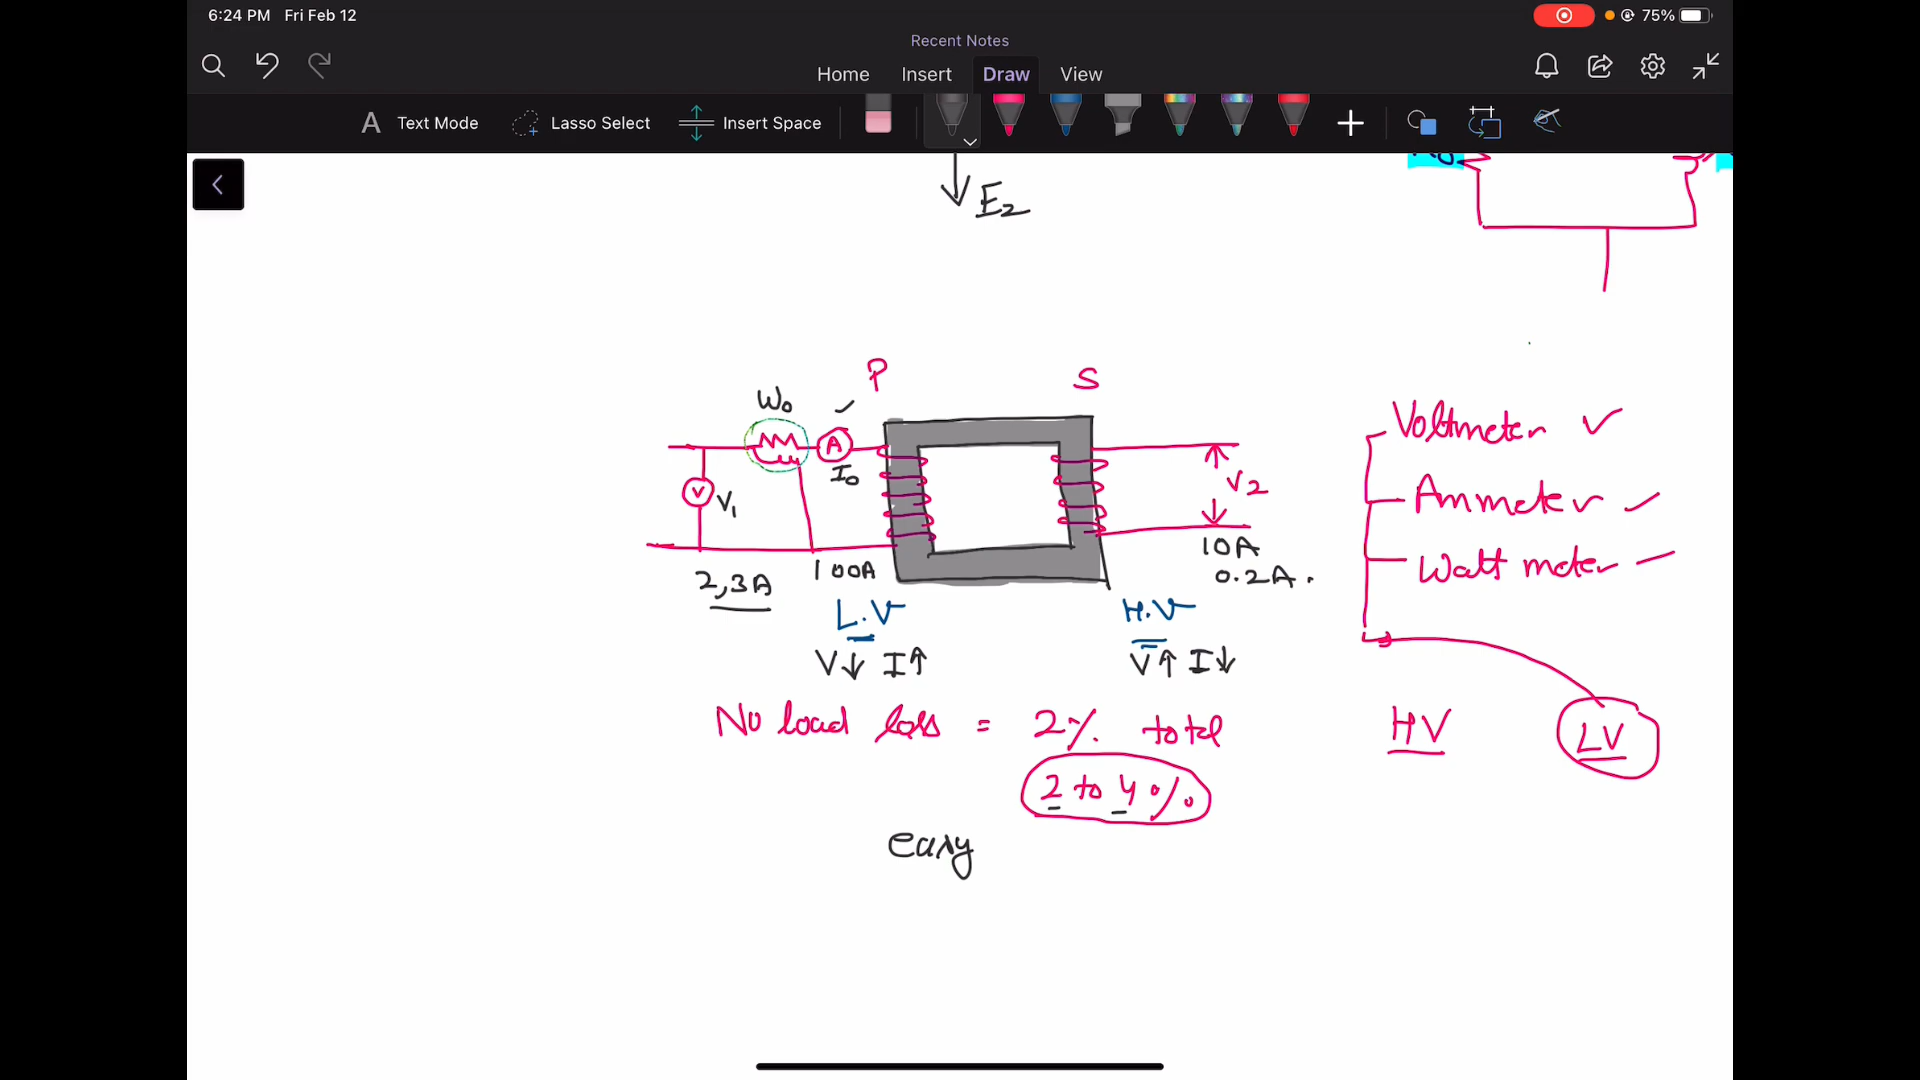 6:24 PM Fri Feb 12
75%
Recent Notes
Home Insert Draw View
A Text Mode Lasso Select Insert Space
E2
P
S
Wo
A
Io
V
V1
V2
10A
0.2A.
100A
2,3A
L.V
H.V
V↓ I↑
V↑ I↓
Voltmeter ✓
Ammeter ✓
Watt meter
No load loss = 2% total
2 to 4%
HV
LV
easy